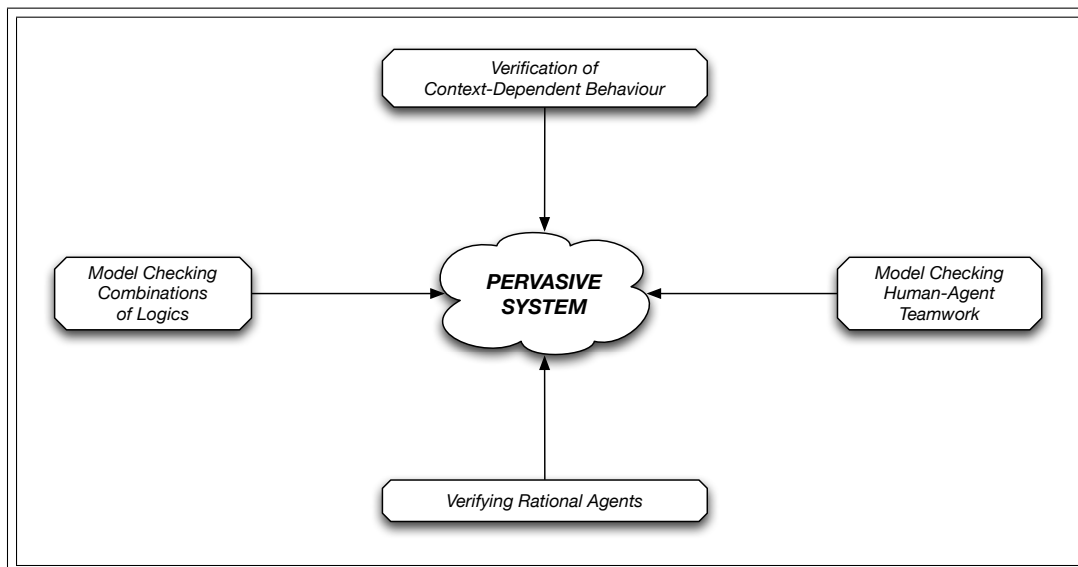 Verification of
Context-Dependent Behaviour
Model Checking
Combinations
of Logics
PERVASIVE
SYSTEM
Model Checking
Human-Agent
Teamwork
Verifying Rational Agents